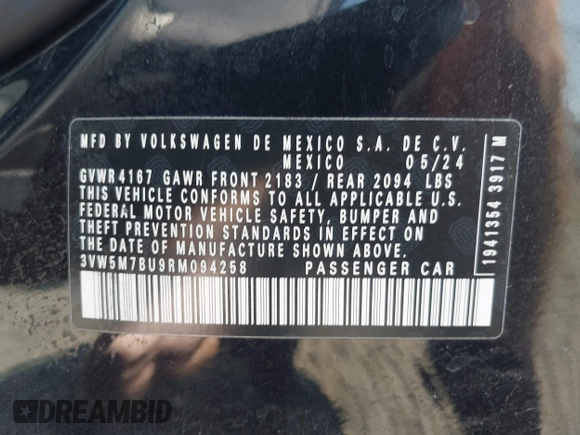 MFD BY VOLKSWAGEN DE MEXICO S.A. DE C.V.
MEXICO 05/24
GVWR4167 GAWR FRONT 2183 / REAR 2094 LBS
THIS VEHICLE CONFORMS TO ALL APPLICABLE U.S.
FEDERAL MOTOR VEHICLE SAFETY, BUMPER AND
THEFT PREVENTION STANDARDS IN EFFECT ON
THE DATE OF MANUFACTURE SHOWN ABOVE.
3VW5M7BU9RM094258 PASSENGER CAR
1941354 3917 M
DREAMBID